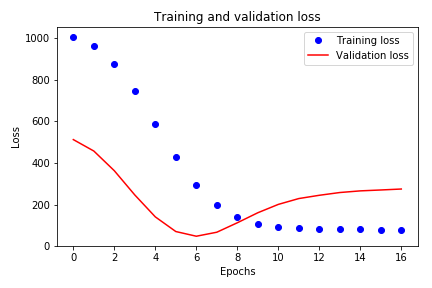 Training and validation loss
Training loss
Validation loss
Loss
1000
800
600
400
200
0
0 2 4 6 8 10 12 14 16
Epochs